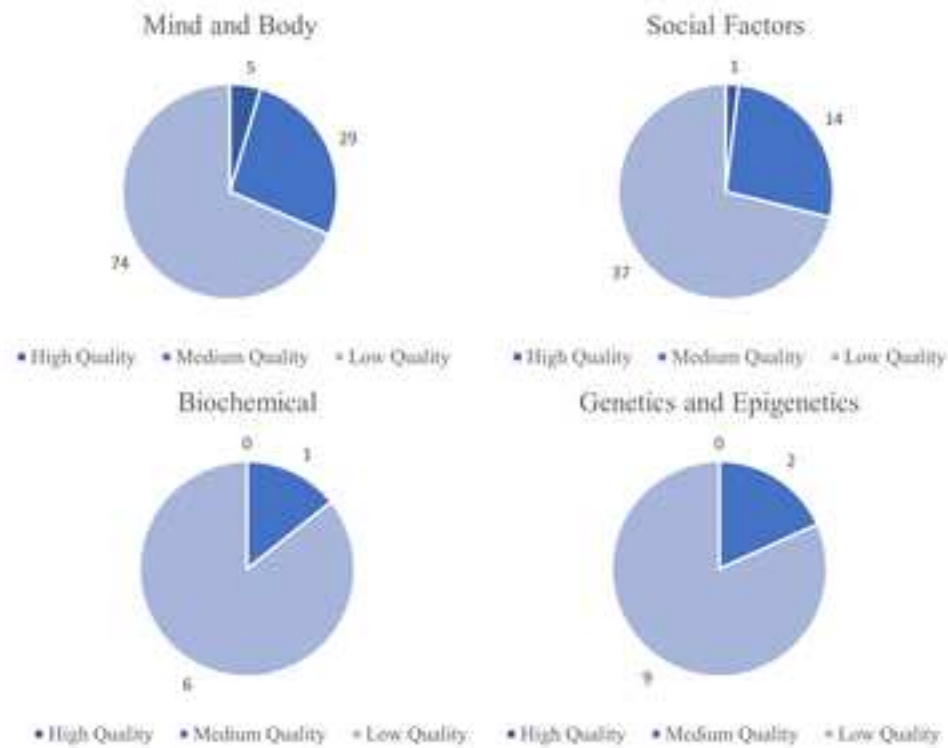 Mind and Body
5
29
74
• High Quality • Medium Quality • Low Quality
Social Factors
1
14
37
• High Quality • Medium Quality • Low Quality
Biochemical
0
1
6
• High Quality • Medium Quality • Low Quality
Genetics and Epigenetics
0
2
9
• High Quality • Medium Quality • Low Quality